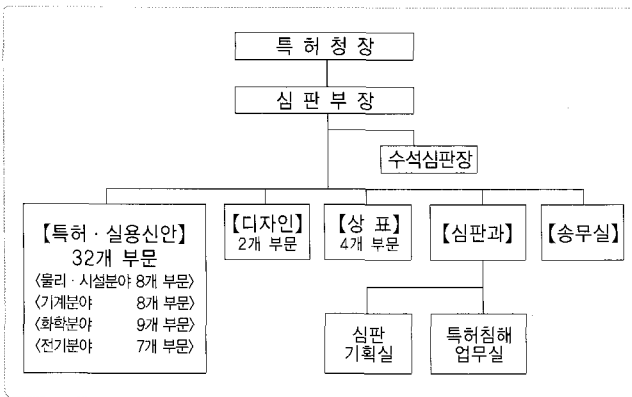 특허청장
심판부장
수석심판장
【특허·실용신안】
32개 부문
〈물리·시설분야 8개 부문〉
〈기계분야 8개 부문〉
〈화학분야 9개 부문〉
〈전기분야 7개 부문〉
【디자인】
2개 부문
【상 표】
4개 부문
【심판과】
【송무실】
심판
기획실
특허침해
업무실